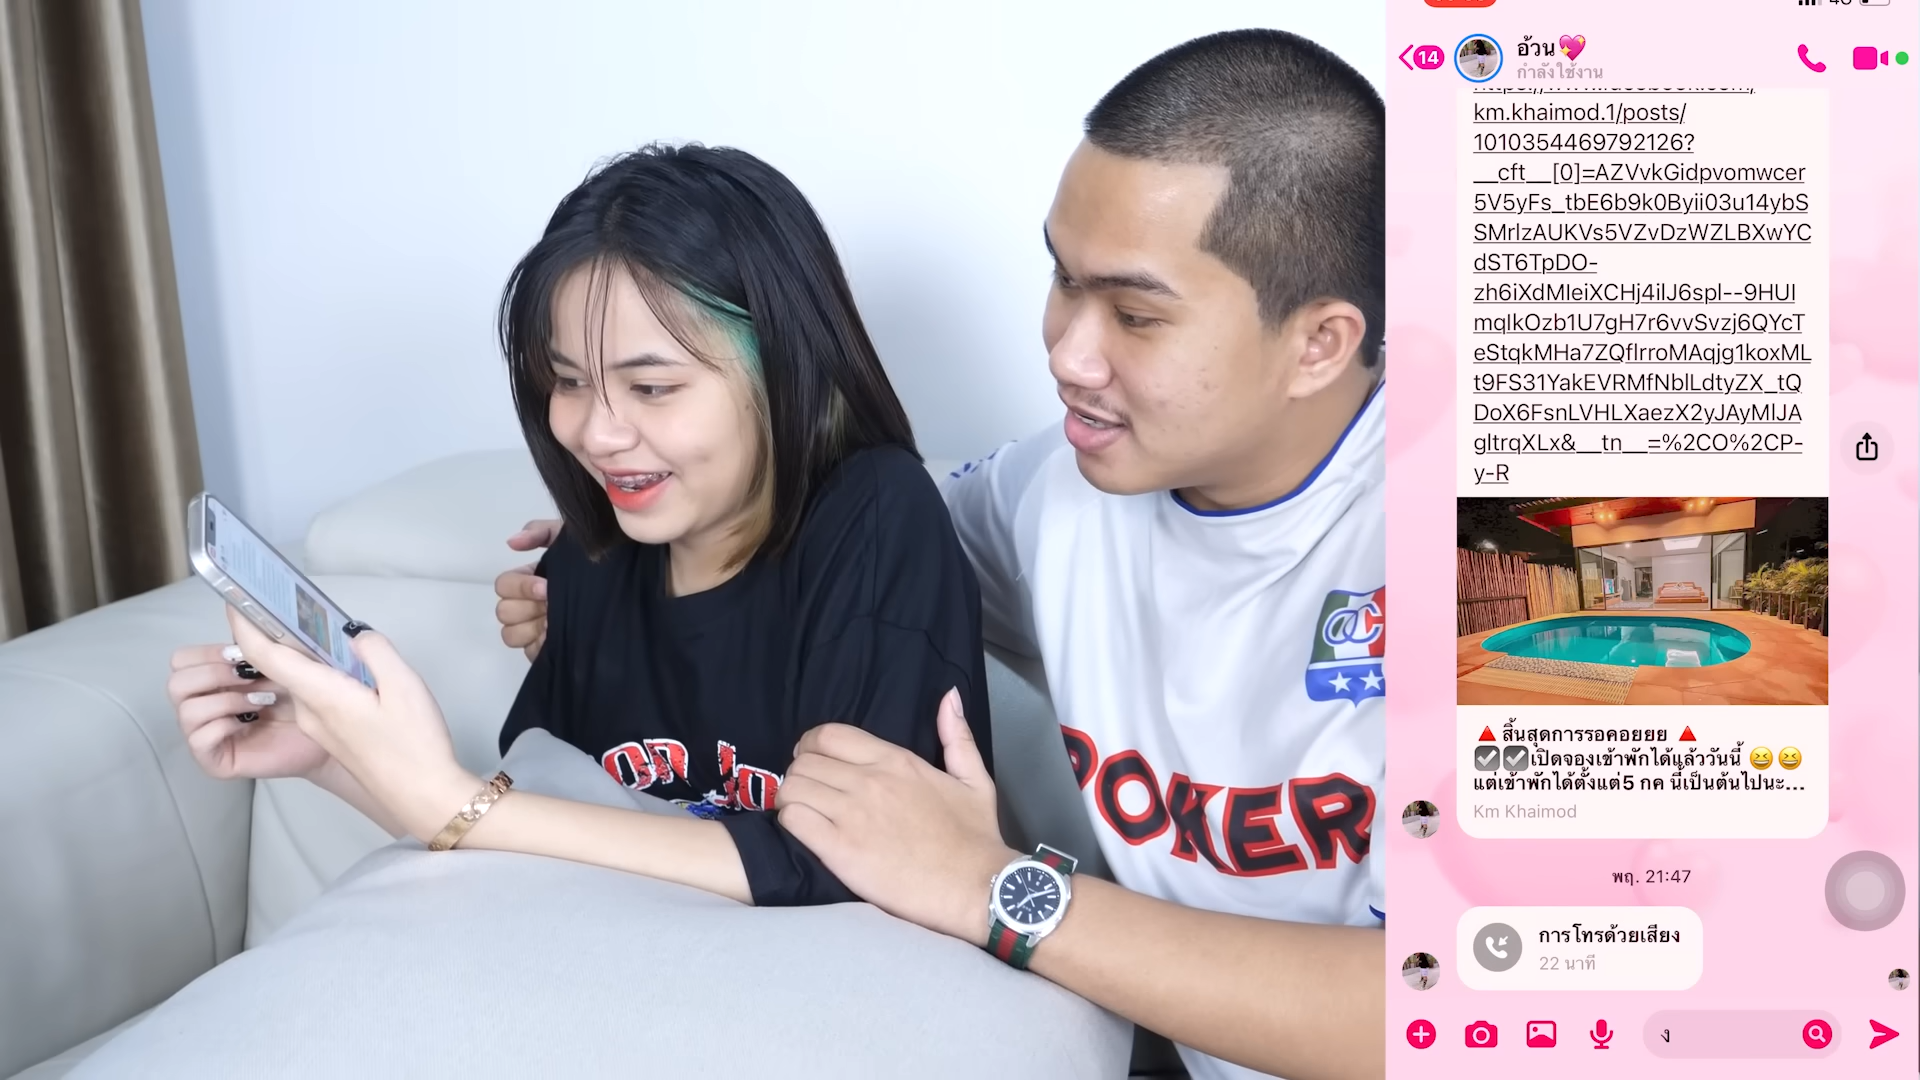 14
อ้วน💖
กำลังใช้งาน
km.khaimod.1/posts/
10103544697921​26?
__cft__[0]=AZVvkGidpvomwcer
5V5yFs_tbE6b9k0Byii03u14ybS
SMrlzAUKVs5VZvDzWZLBXwYC
dST6TpDO-
zh6iXdMleiXCHj4ilJ6spl--9HUI
mqlkOzb1U7gH7r6vvSvzj6QYcT
eStqkMHa7ZQflrroMAqjg1koxML
t9FS31YakEVRMfNblLdtyZX_tQ
DoX6FsnLVHLXaezX2yJAyMlJA
gltrqXLx&__tn__=%2CO%2CP-
y-R
🔺สิ้นสุดการรอคอยยย 🔺
☑️☑️เปิดจองเข้าพักได้แล้ววันนี้ 😆😆
แต่เข้าพักได้ตั้งแต่5 กค นี้เป็นต้นไปนะ...
Km Khaimod
พฤ. 21:47
การโทรด้วยเสียง
22 นาที
ง
POKER